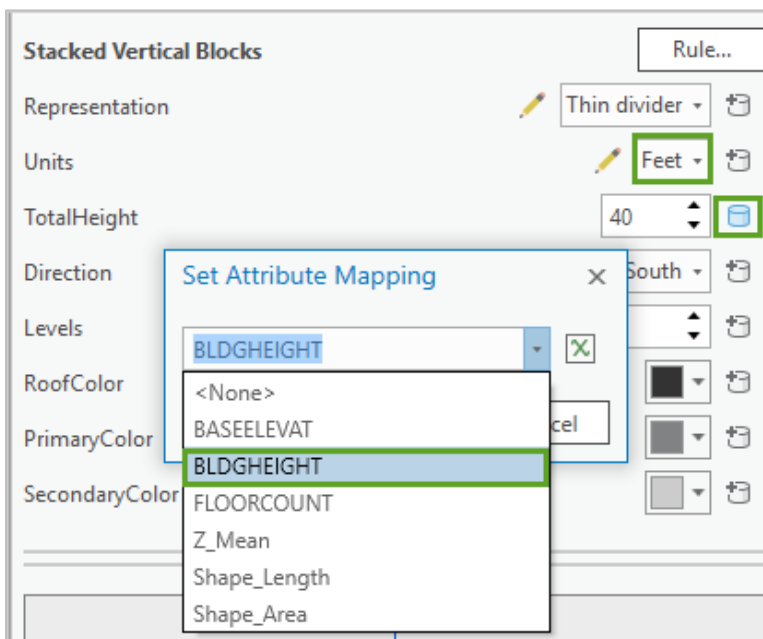 Stacked Vertical Blocks
Rule...
Representation
Thin divider
Units
Feet
TotalHeight
40
Direction
South
Set Attribute Mapping
Levels
BLDGHEIGHT
RoofColor
<None>
PrimaryColor
BASEELEVAT
cel
BLDGHEIGHT
SecondaryColor
FLOORCOUNT
Z_Mean
Shape_Length
Shape_Area